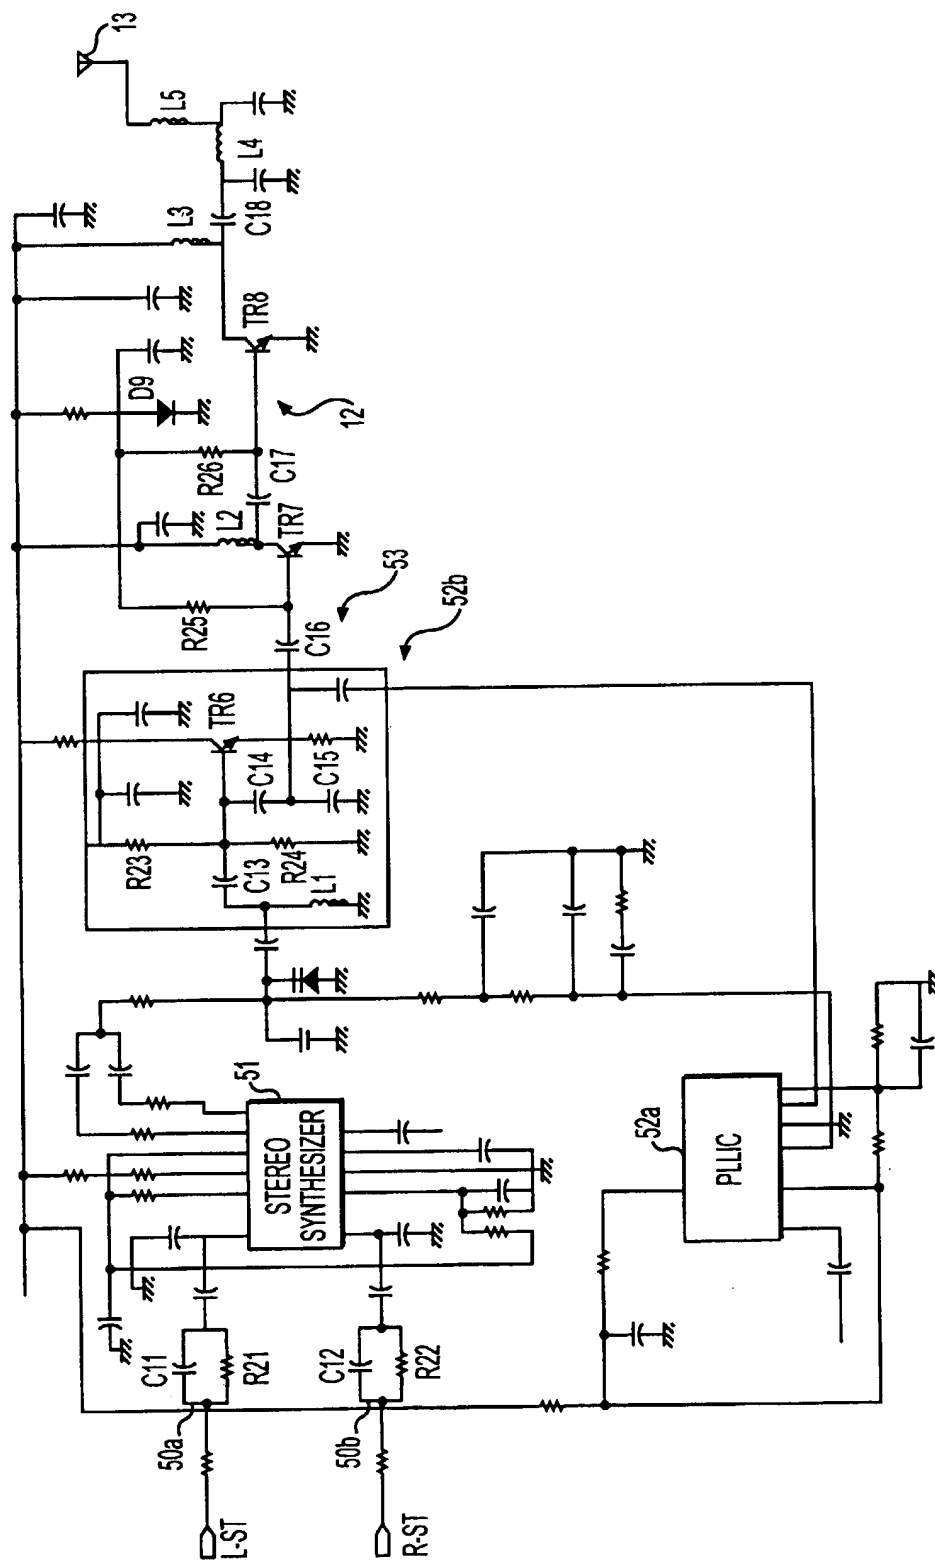 13
L5
L4
C18
L3
TR8
12
D9
R26
C17
L2
TR7
53
R25
C16
52b
TR6
C14
C15
R23
R24
C13
L1
51
STEREO
SYNTHESIZER
52a
PLLIC
C11
R21
50a
L-ST
C12
R22
50b
R-ST